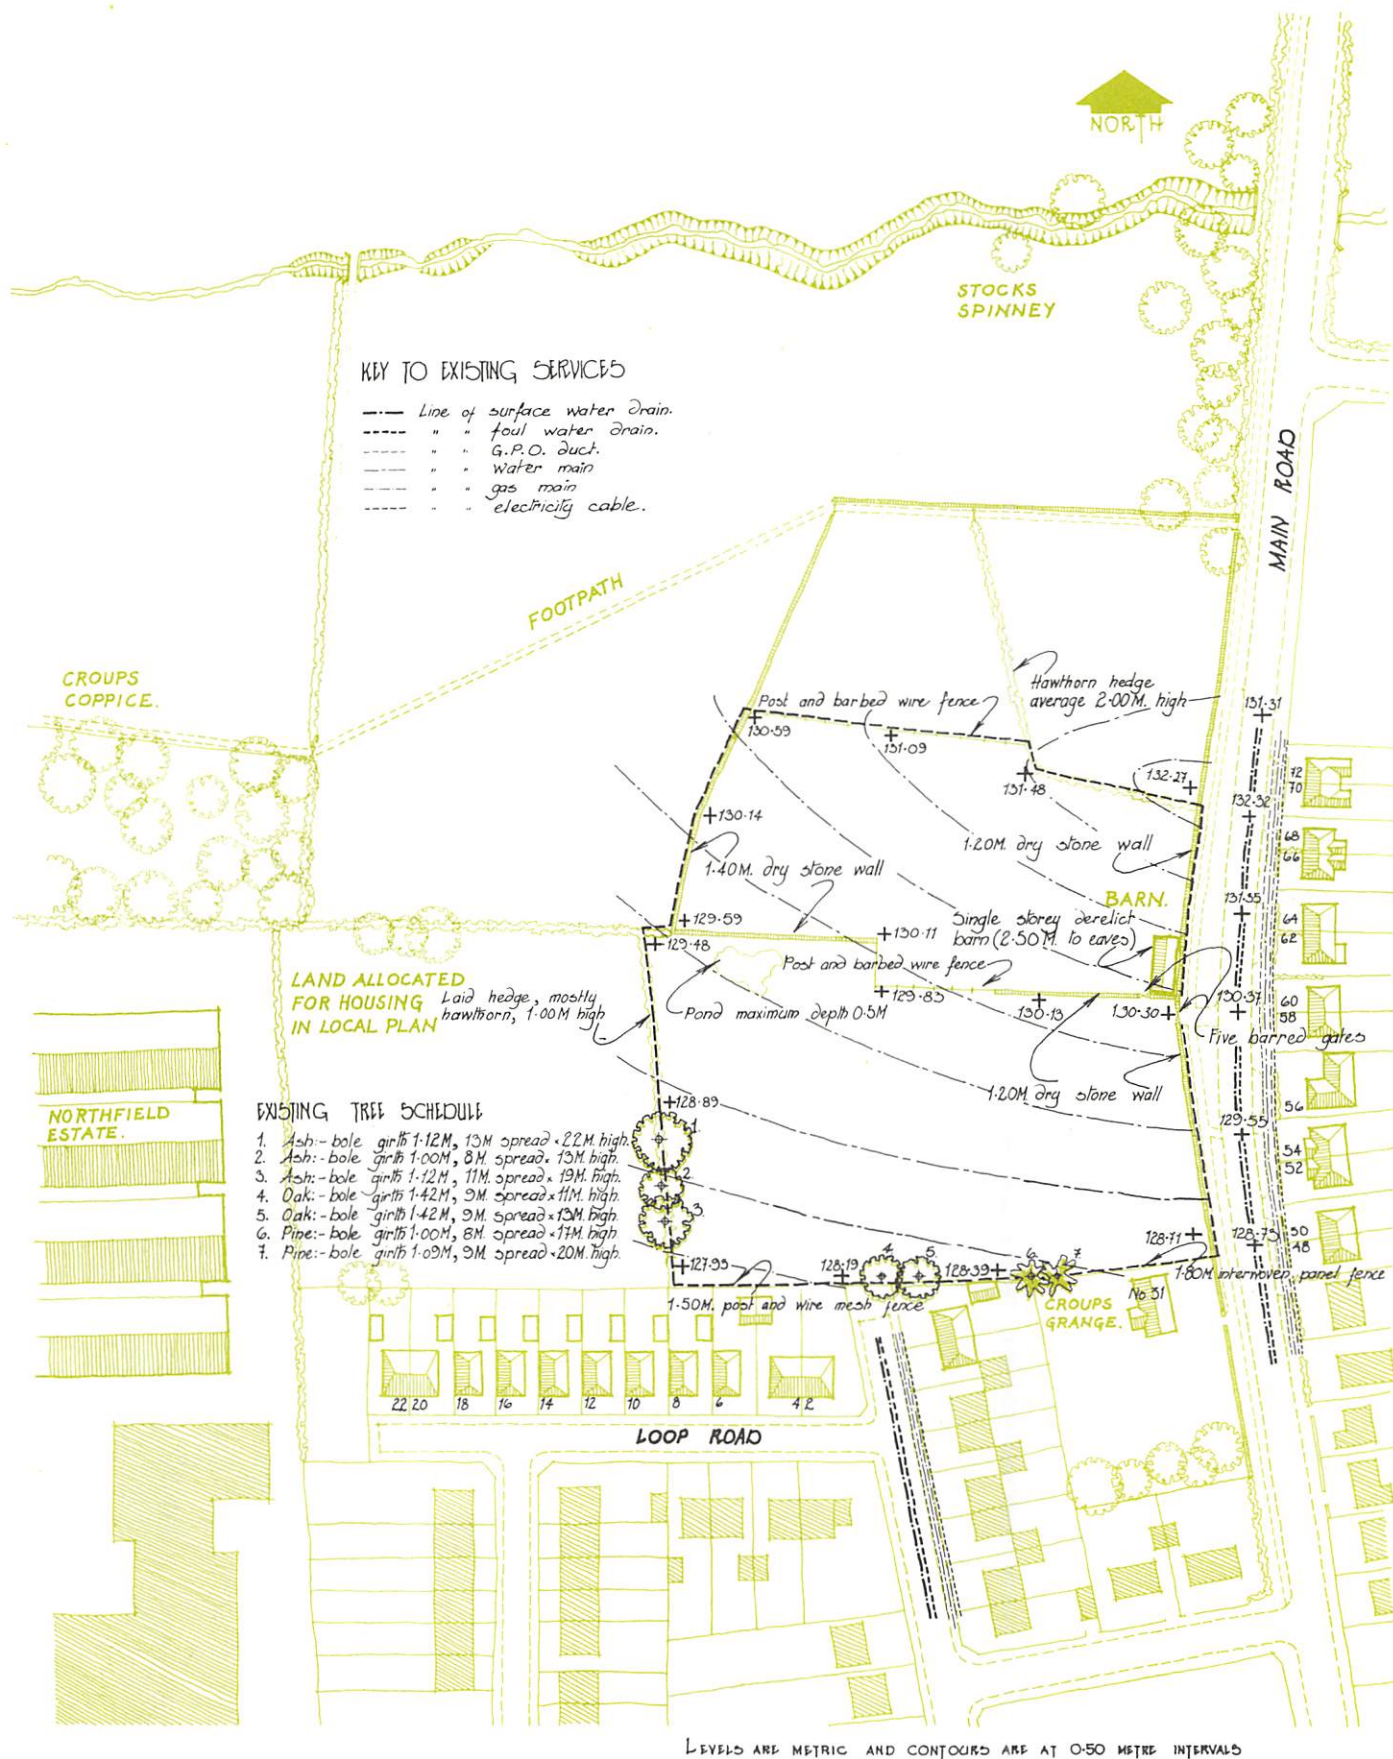 NORTH
STOCKS
SPINNEY
KEY TO EXISTING SERVICES
Line of surface water drain.
" " foul water drain.
" " G.P.O. duct.
" " water main
" " gas main
" " electricity cable.
MAIN ROAD
FOOTPATH
CROUPS
COPPICE.
Hawthorn hedge
average 2·00M. high
Post and barbed wire fence
131·31
130·59
131·09
131·48
132·27
72
70
132·32
130·14
68
66
1·20M. dry stone wall
1·40M. dry stone wall
BARN.
131·35
64
62
129·59
Single storey derelict
barn (2·50M. to eaves)
130·11
129·48
Post and barbed wire fence
LAND ALLOCATED
FOR HOUSING
IN LOCAL PLAN
Laid hedge, mostly
hawthorn, 1·00M high
129·83
Pond maximum depth 0·5M
130·13
130·30
130·37
60
58
Five barred gates
1·20M dry stone wall
56
NORTHFIELD
ESTATE.
128·89
129·55
54
52
EXISTING TREE SCHEDULE
1. Ash:- bole girth 1·12M, 13M spread × 22M. high.
2. Ash:- bole girth 1·00M, 8M. spread × 13M. high.
3. Ash:- bole girth 1·12M, 11M. spread × 19M. high.
4. Oak:- bole girth 1·42M, 9M. spread × 11M. high.
5. Oak:- bole girth 1·42M, 9M. spread × 13M. high.
6. Pine:- bole girth 1·00M, 8M. spread × 17M. high
7. Pine:- bole girth 1·09M, 9M spread × 20M. high.
1.
2.
3.
4.
5.
6.
7.
128·71
128·73
50
48
127·93
128·19
128·39
1·80M interwoven panel fence
1·50M. post and wire mesh fence
No 31
CROUPS
GRANGE.
22 20 18 16 14 12 10 8 6 4 2
LOOP ROAD
LEVELS ARE METRIC AND CONTOURS ARE AT 0·50 METRE INTERVALS